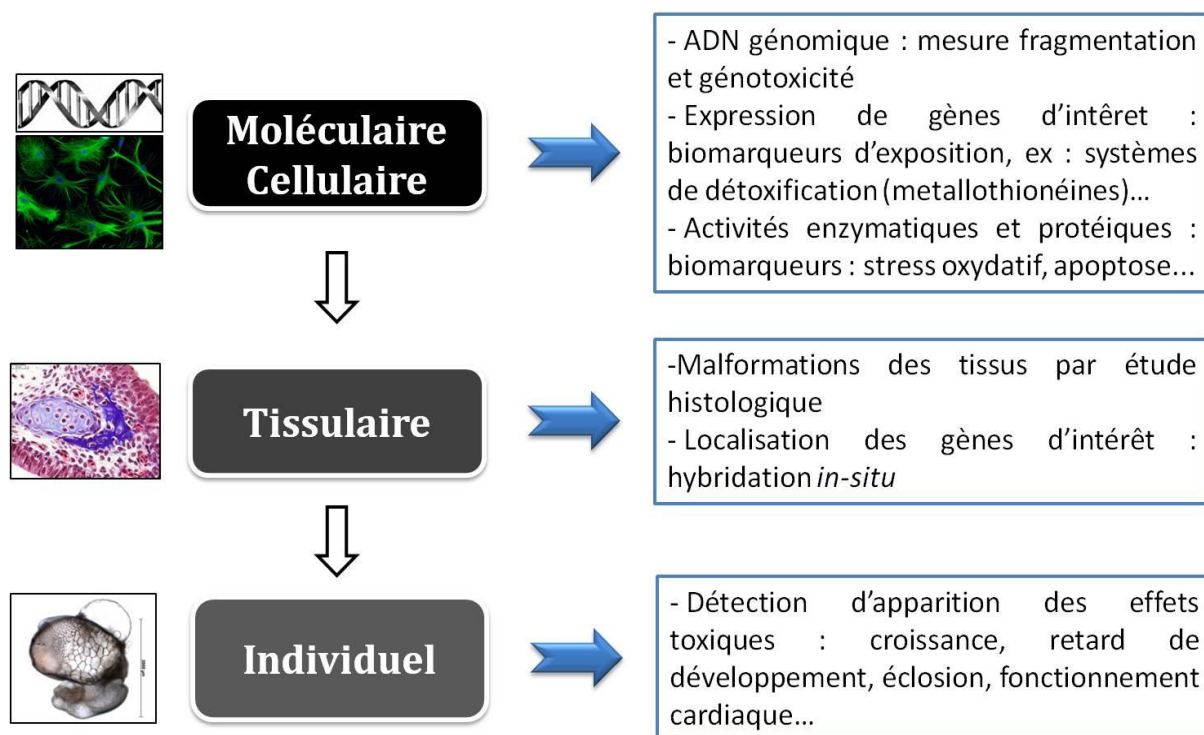 Moléculaire
Cellulaire
- ADN génomique : mesure fragmentation
et génotoxicité
- Expression de gènes d’intêret :
biomarqueurs d’exposition, ex : systèmes
de détoxification (metallothionéines)...
- Activités enzymatiques et protéiques :
biomarqueurs : stress oxydatif, apoptose...
Tissulaire
-Malformations des tissus par étude
histologique
- Localisation des gènes d’intérêt :
hybridation in-situ
Individuel
- Détection d’apparition des effets
toxiques : croissance, retard de
développement, éclosion, fonctionnement
cardiaque...